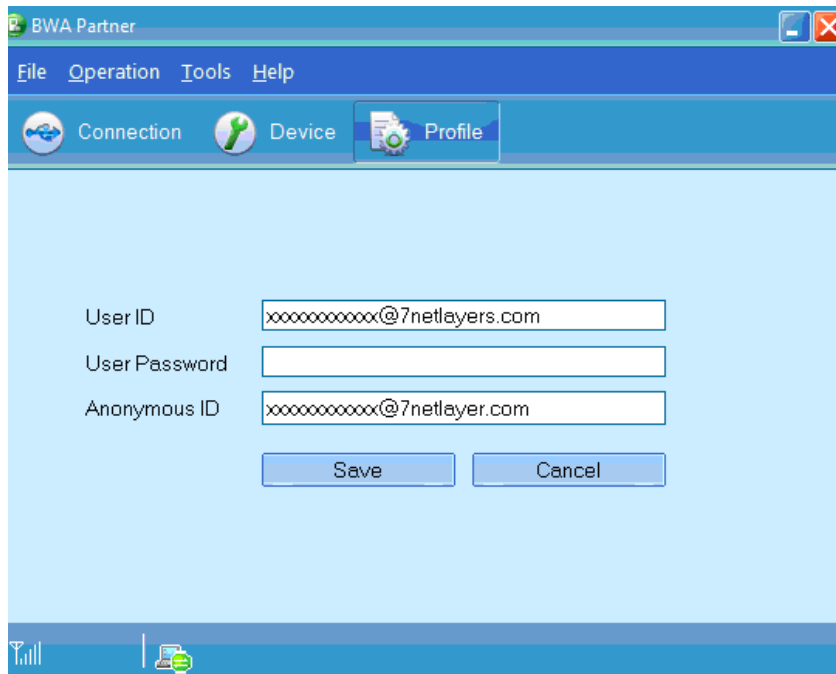 BWA Partner
File Operation Tools Help
Connection Device Profile
User ID xxxxxxxxxxxx@7netlayers.com
User Password
Anonymous ID xxxxxxxxxxxx@7netlayer.com
Save Cancel